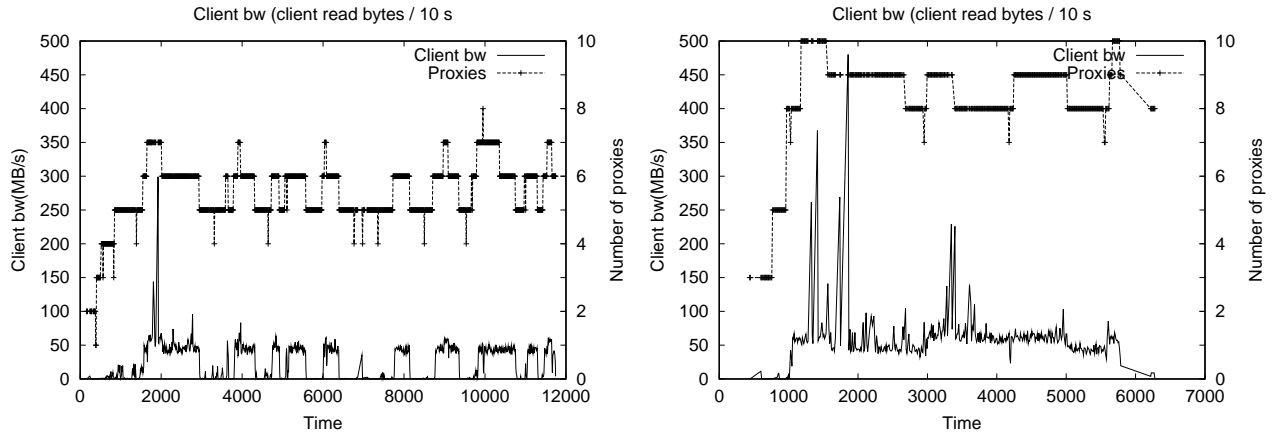 Client bw (client read bytes / 10 s
Client bw
Proxies
Client bw(MB/s)
Number of proxies
500
450
400
350
300
250
200
150
100
50
0
10
8
6
4
2
0
0 2000 4000 6000 8000 10000 12000
Time
Client bw (client read bytes / 10 s
Client bw
Proxies
Client bw(MB/s)
Number of proxies
500
450
400
350
300
250
200
150
100
50
0
10
8
6
4
2
0
0 1000 2000 3000 4000 5000 6000 7000
Time